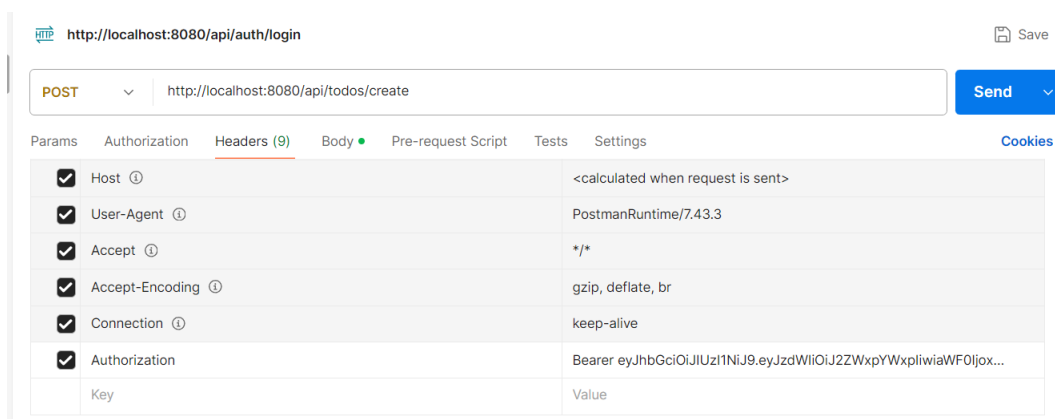 HTTP http://localhost:8080/api/auth/login Save
POST http://localhost:8080/api/todos/create Send
Params Authorization Headers (9) Body Pre-request Script Tests Settings Cookies
Host <calculated when request is sent>
User-Agent PostmanRuntime/7.43.3
Accept */*
Accept-Encoding gzip, deflate, br
Connection keep-alive
Authorization Bearer eyJhbGciOiJIUzI1NiJ9.eyJzdWIiOiJ2ZWxpYWxpIiwiaWF0Ijox...
Key Value